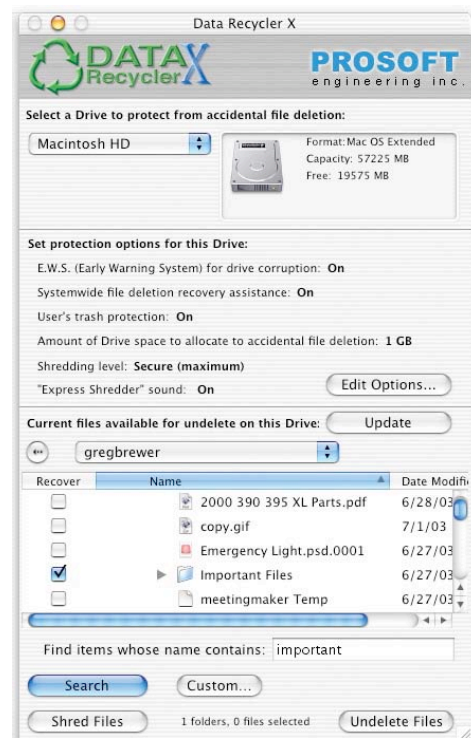 Data Recycler X
DATA X
Recycler
PROSOFT
engineering inc.
Select a Drive to protect from accidental file deletion:
Macintosh HD
Format: Mac OS Extended
Capacity: 57225 MB
Free: 19575 MB
Set protection options for this Drive:
E.W.S. (Early Warning System) for drive corruption: On
Systemwide file deletion recovery assistance: On
User's trash protection: On
Amount of Drive space to allocate to accidental file deletion: 1 GB
Shredding level: Secure (maximum)
"Express Shredder" sound: On
Edit Options...
Current files available for undelete on this Drive:
Update
gregbrewer
Recover Name Date Modifi
2000 390 395 XL Parts.pdf 6/28/03
copy.gif 7/1/03
Emergency Light.psd.0001 6/27/03
Important Files 6/27/03
meetingmaker Temp 6/27/03
Find items whose name contains: important
Search Custom...
Shred Files 1 folders, 0 files selected Undelete Files